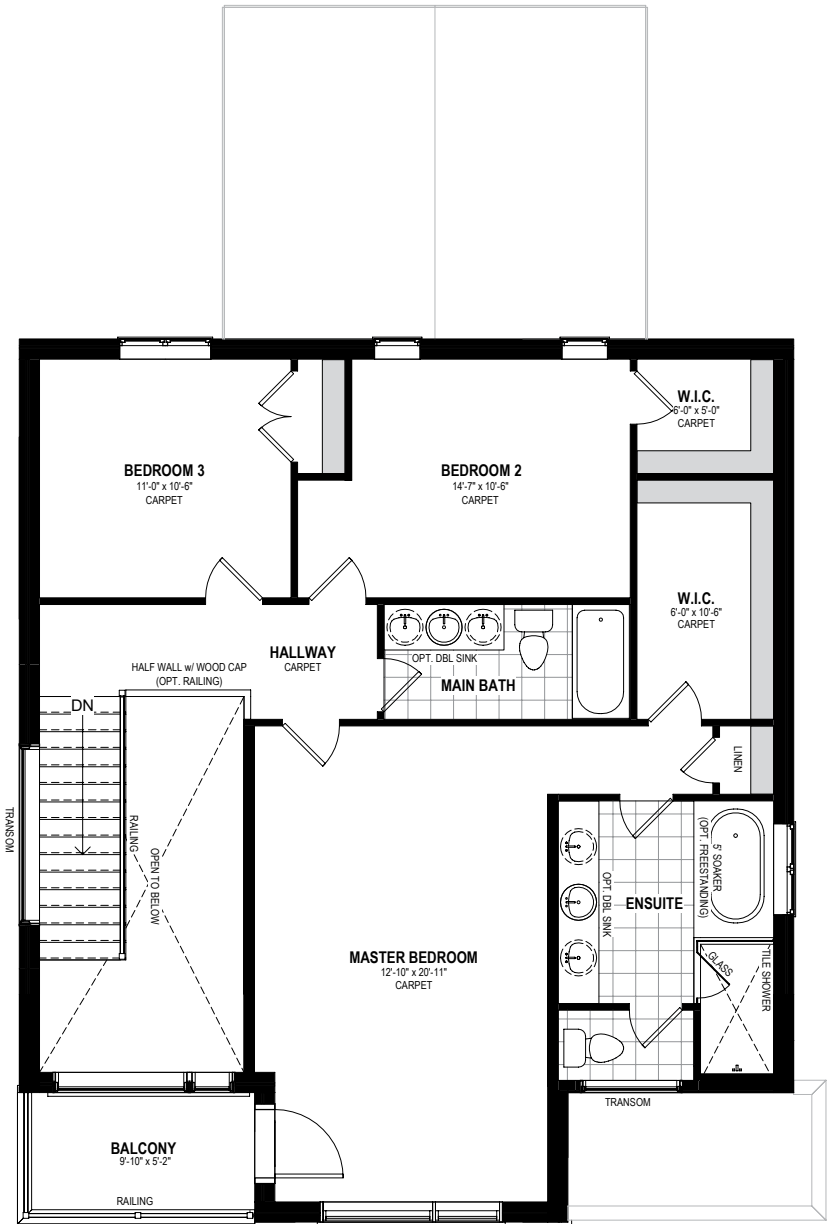 W.I.C.
6'-0" x 5'-0"
CARPET
BEDROOM 3
11'-0" x 10'-6"
CARPET
BEDROOM 2
14'-7" x 10'-6"
CARPET
W.I.C.
6'-0" x 10'-6"
CARPET
HALLWAY
CARPET
OPT. DBL SINK
MAIN BATH
HALF WALL w/ WOOD CAP
(OPT. RAILING)
DN
LINEN
TRANSOM
RAILING
OPEN TO BELOW
5' SOAKER
(OPT. FREESTANDING)
OPT. DBL SINK
ENSUITE
MASTER BEDROOM
12'-10" x 20'-11"
CARPET
GLASS
TILE SHOWER
TRANSOM
BALCONY
9'-10" x 5'-2"
RAILING